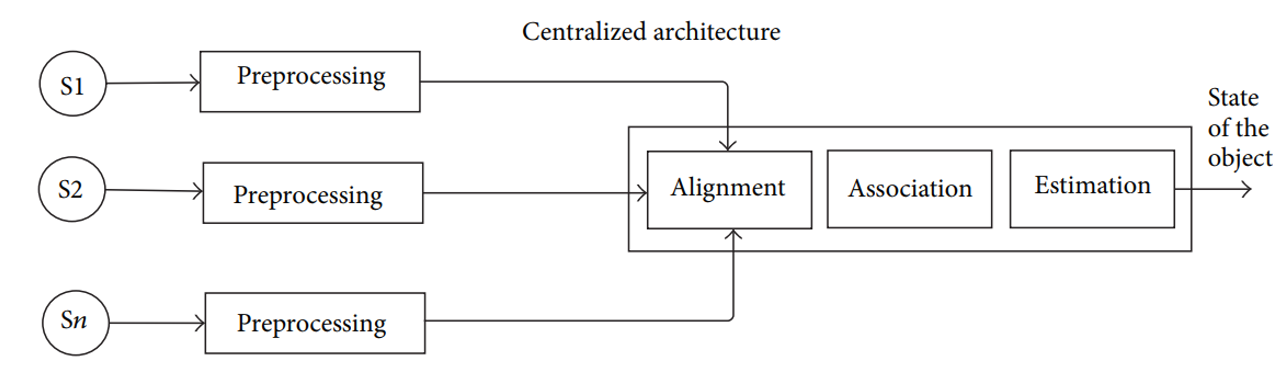 Centralized architecture
S1
Preprocessing
S2
Preprocessing
Sn
Preprocessing
Alignment
Association
Estimation
State
of the
object